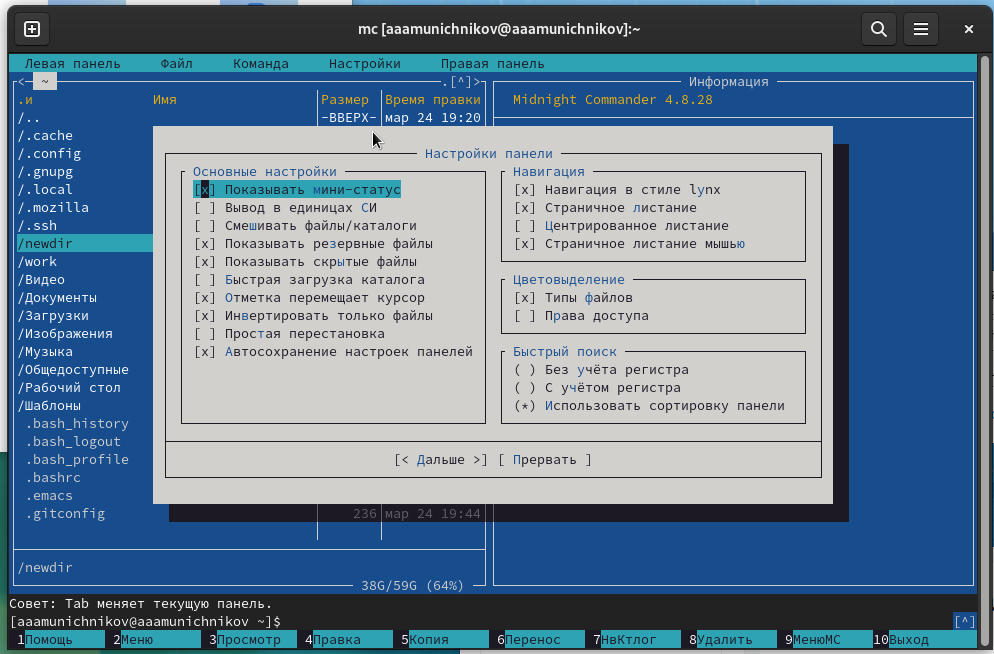 mc [aaamunichnikov@aaamunichnikov]:~
Левая панель Файл Команда Настройки Правая панель
<- ~ .[^]> Информация
.и Имя Размер Время правки Midnight Commander 4.8.28
/.. -ВВЕРХ- мар 24 19:20
/.cache
/.config
/.gnupg
/.local
/.mozilla
/.ssh
/newdir
/work
/Видео
/Документы
/Загрузки
/Изображения
/Музыка
/Общедоступные
/Рабочий стол
/Шаблоны
.bash_history
.bash_logout
.bash_profile
.bashrc
.emacs
.gitconfig 236 мар 24 19:44
Настройки панели
Основные настройки
[x] Показывать мини-статус
[ ] Вывод в единицах СИ
[ ] Смешивать файлы/каталоги
[x] Показывать резервные файлы
[x] Показывать скрытые файлы
[ ] Быстрая загрузка каталога
[x] Отметка перемещает курсор
[x] Инвертировать только файлы
[ ] Простая перестановка
[x] Автосохранение настроек панелей
Навигация
[x] Навигация в стиле lynx
[x] Страничное листание
[ ] Центрированное листание
[x] Страничное листание мышью
Цветовыделение
[x] Типы файлов
[ ] Права доступа
Быстрый поиск
( ) Без учёта регистра
( ) С учётом регистра
(*) Использовать сортировку панели
[< Дальше >] [ Прервать ]
/newdir
38G/59G (64%)
Совет: Tab меняет текущую панель.
[aaamunichnikov@aaamunichnikov ~]$ [^]
1Помощь 2Меню 3Просмотр 4Правка 5Копия 6Перенос 7НвКтлог 8Удалить 9МенюMC 10Выход